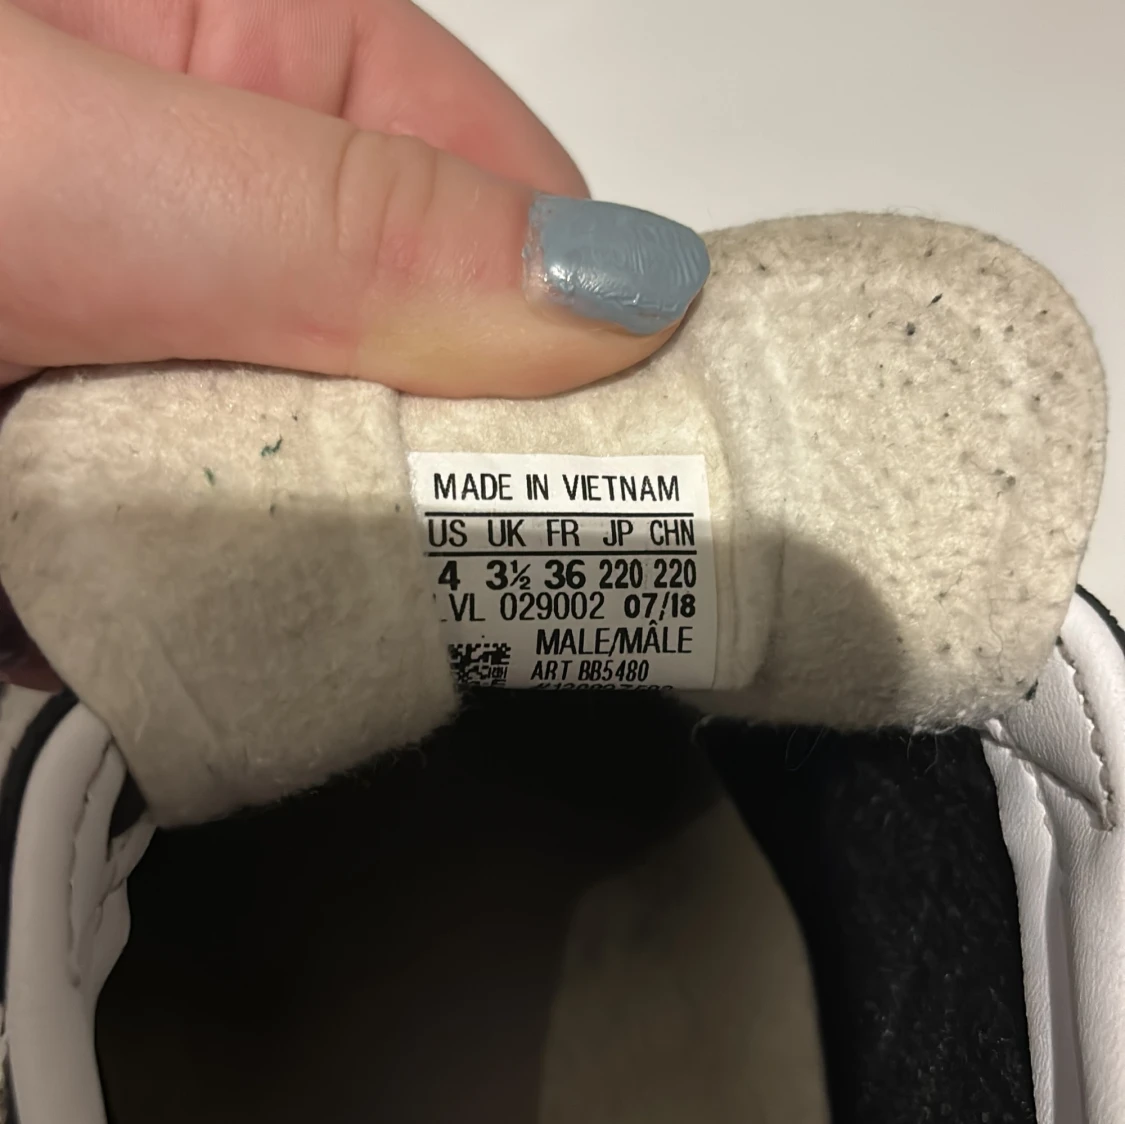 MADE IN VIETNAM
US UK FR JP CHN
4 3½ 36 220 220
LVL 029002 07/18
MALE/MÂLE
ART BB5480